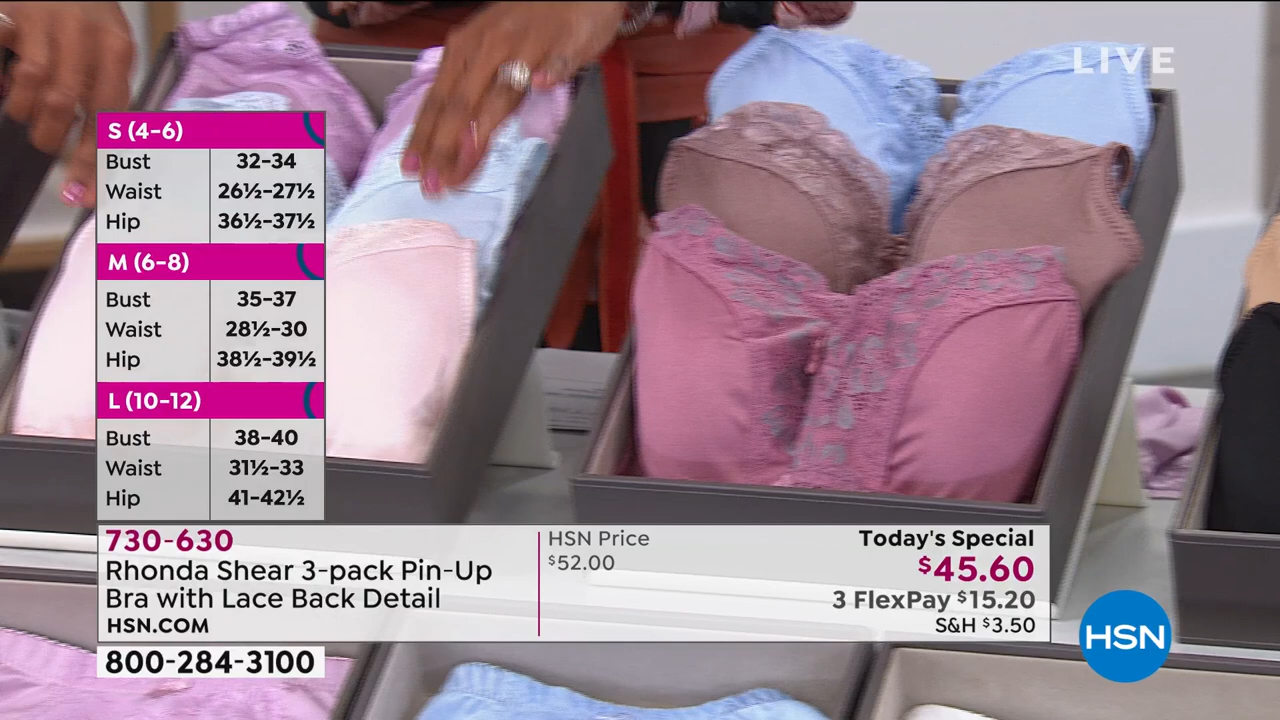 LIVE
S (4-6)
Bust 32-34
Waist 26½-27½
Hip 36½-37½
M (6-8)
Bust 35-37
Waist 28½-30
Hip 38½-39½
L (10-12)
Bust 38-40
Waist 31½-33
Hip 41-42½
730-630
Rhonda Shear 3-pack Pin-Up
Bra with Lace Back Detail
HSN.COM
HSN Price
$52.00
Today's Special
$45.60
3 FlexPay $15.20
S&H $3.50
800-284-3100
HSN